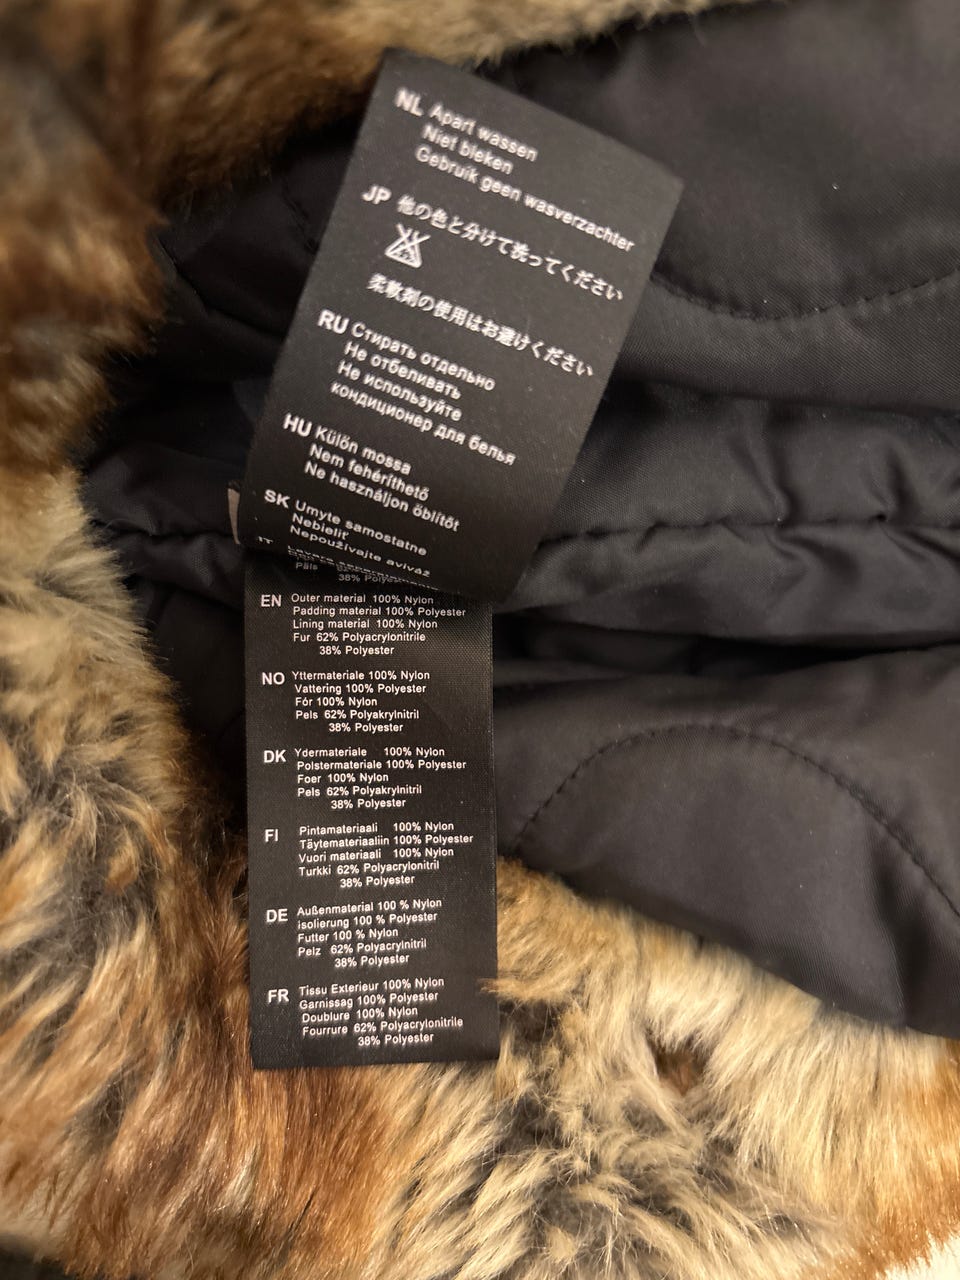 NL Apart wassen
Niet bleken
Gebruik geen wasverzachter
JP 他の色と分けて洗ってください
柔軟剤の使用はお避けください
RU Стирать отдельно
Не отбеливать
Не используйте
кондиционер для белья
HU Külön mossa
Nem fehéríthető
Ne használjon öblítőt
SK Umyte samostatne
Nebieliť
Nepoužívajte aviváž
IT
Päls
38% Polyester
EN Outer material 100% Nylon
Padding material 100% Polyester
Lining material 100% Nylon
Fur 62% Polyacrylonitrile
38% Polyester
NO Yttermateriale 100% Nylon
Vattering 100% Polyester
Fór 100% Nylon
Pels 62% Polyakrylnitril
38% Polyester
DK Ydermateriale 100% Nylon
Polstermateriale 100% Polyester
Foer 100% Nylon
Pels 62% Polyakrylnitril
38% Polyester
FI Pintamateriaali 100% Nylon
Täytemateriaaliin 100% Polyester
Vuori materiaali 100% Nylon
Turkki 62% Polyacrylonitril
38% Polyester
DE Außenmaterial 100 % Nylon
isolierung 100 % Polyester
Futter 100 % Nylon
Pelz 62% Polyacrylnitril
38% Polyester
FR Tissu Exterieur 100% Nylon
Garnissag 100% Polyester
Doublure 100% Nylon
Fourrure 62% Polyacrylonitrile
38% Polyester